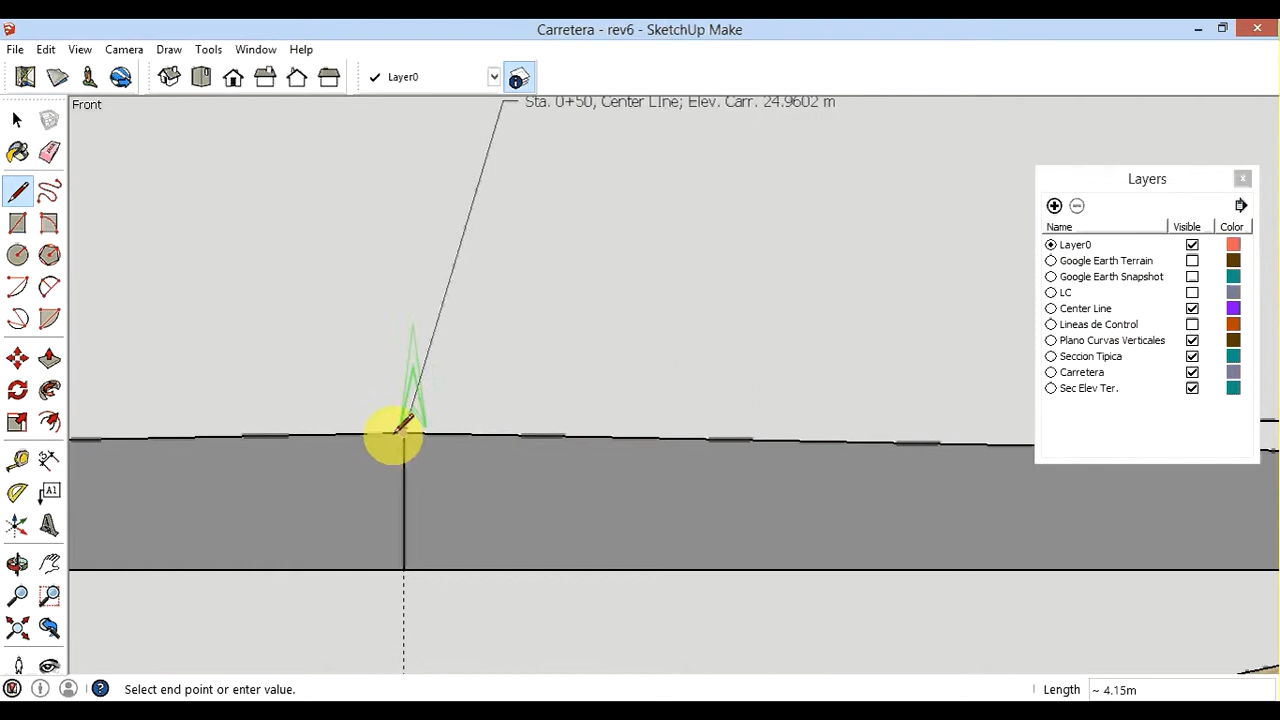 Carretera - rev6 - SketchUp Make
File Edit View Camera Draw Tools Window Help
Layer0
Front
Sta. 0+50, Center LIne; Elev. Carr. 24.9602 m
Layers
Name Visible Color
Layer0
Google Earth Terrain
Google Earth Snapshot
LC
Center Line
Lineas de Control
Plano Curvas Verticales
Seccion Tipica
Carretera
Sec Elev Ter.
A1
Select end point or enter value.
Length ~ 4.15m